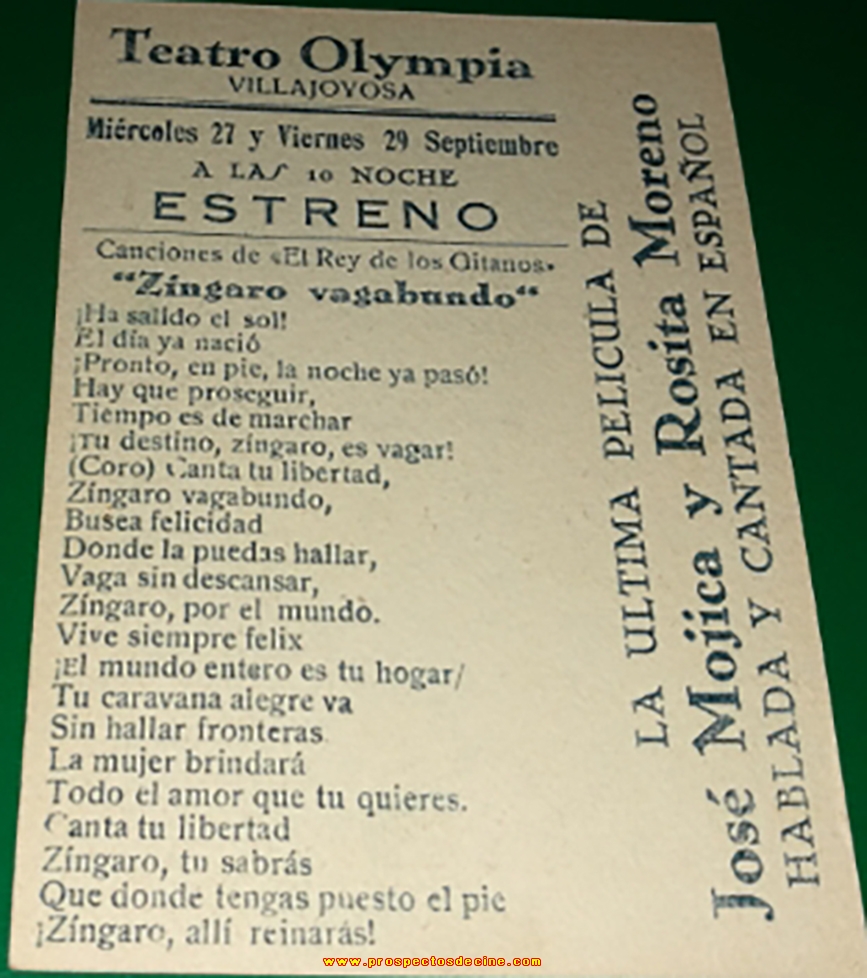 Teatro Olympia
VILLAJOYOSA
Miércoles 27 y Viernes 29 Septiembre
A LAS 10 NOCHE
ESTRENO
Canciones de «El Rey de los Gitanos»
“Zíngaro vagabundo“
¡Ha salido el sol!
El día ya nació
¡Pronto, en pie, la noche ya pasó!
Hay que proseguir,
Tiempo es de marchar
¡Tu destino, zíngaro, es vagar!
(Coro) Canta tu libertad,
Zíngaro vagabundo,
Busea felicidad
Donde la puedas hallar,
Vaga sin descansar,
Zíngaro, por el mundo.
Vive siempre felix
¡El mundo entero es tu hogar/
Tu caravana alegre va
Sin hallar fronteras
La mujer brindará
Todo el amor que tu quieres.
Canta tu libertad
Zíngaro, tu sabrás
Que donde tengas puesto el pie
¡Zíngaro, allí reinarás!
LA ULTIMA PELICULA DE
José Mojica y Rosita Moreno
HABLADA Y CANTADA EN ESPAÑOL
www.prospectosdecine.com